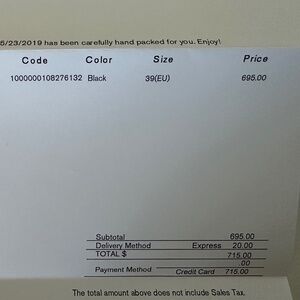 5/23/2019 has been carefully hand packed for you. Enjoy!
Code Color Size Price
1000000108276132 Black 39(EU) 695.00
Subtotal 695.00
Delivery Method Express 20.00
TOTAL $ 715.00
.00
Payment Method Credit Card 715.00
The total amount above does not include Sales Tax.